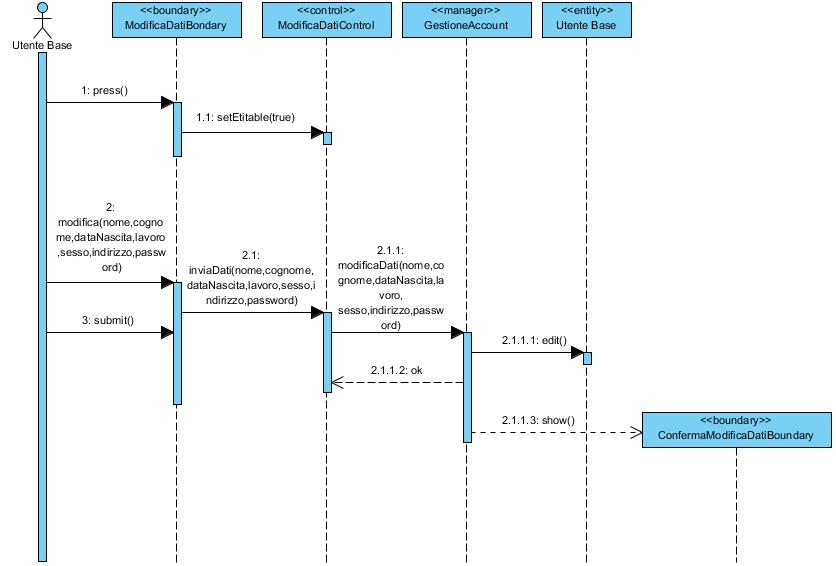 <<boundary>>
ModificaDatiBondary
<<control>>
ModificaDatiControl
<<manager>>
GestioneAccount
<<entity>>
Utente Base
Utente Base
1: press()
1.1: setEtitable(true)
2:
modifica(nome,cogno
me,dataNascita,lavoro
,sesso,indirizzo,passw
ord)
2.1:
inviaDati(nome,cognome,
dataNascita,lavoro,sesso,i
ndirizzo,password)
2.1.1:
modificaDati(nome,co
gnome,dataNascita,la
voro,
sesso,indirizzo,passw
ord)
3: submit()
2.1.1.1: edit()
2.1.1.2: ok
2.1.1.3: show()
<<boundary>>
ConfermaModificaDatiBoundary